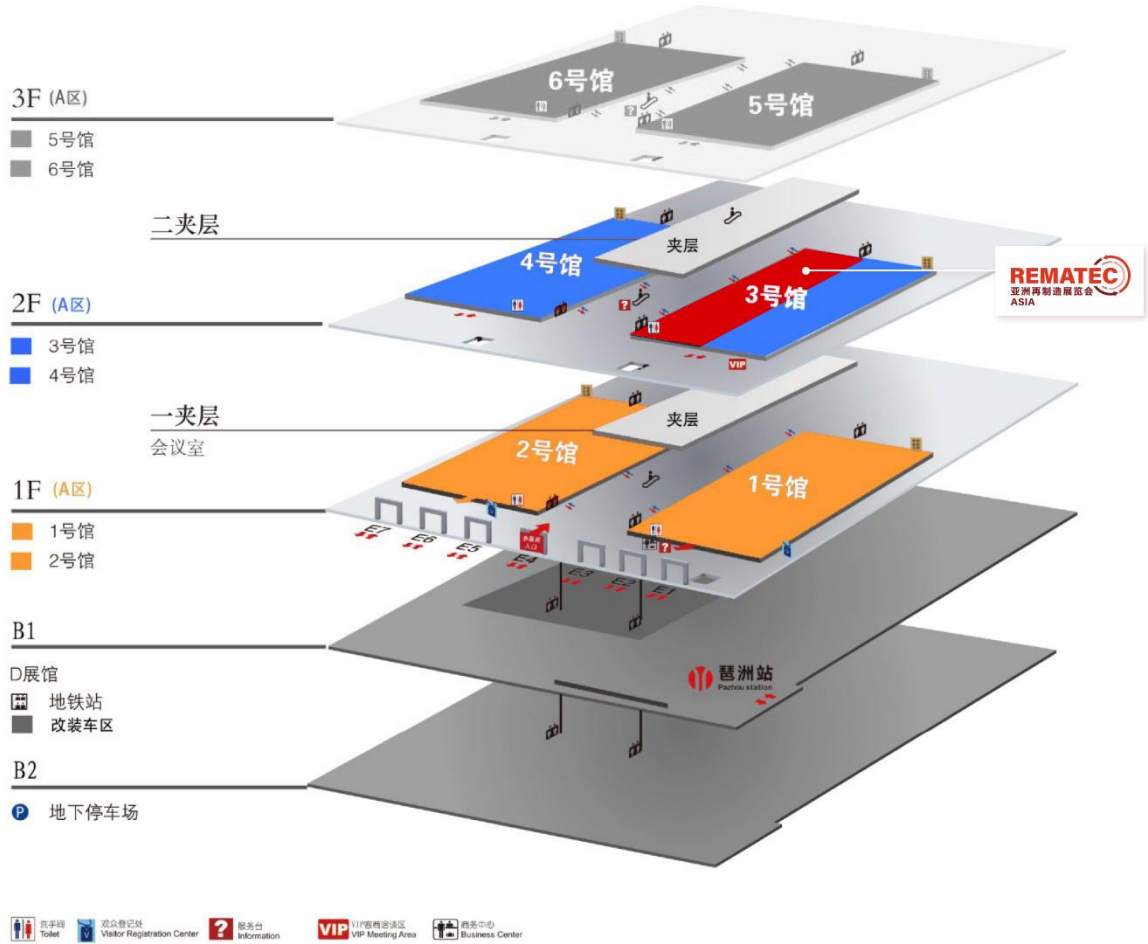 6号馆
3F (A区)
5号馆
5号馆
6号馆
二夹层
夹层
4号馆
REMATEC
亚洲再制造展览会
ASIA
3号馆
2F (A区)
3号馆
4号馆
VIP
一夹层
夹层
会议室
2号馆
1号馆
1F (A区)
1号馆
2号馆
E7
E6
E5
E4
E3
E2
E1
入口
B1
D展馆
琶洲站
Pazhou station
地铁站
改装车区
B2
P 地下停车场
洗手间
Toilet
观众登记处
Visitor Registration Center
? 服务台
Information
VIP VIP客商洽谈区
VIP Meeting Area
商务中心
Business Center